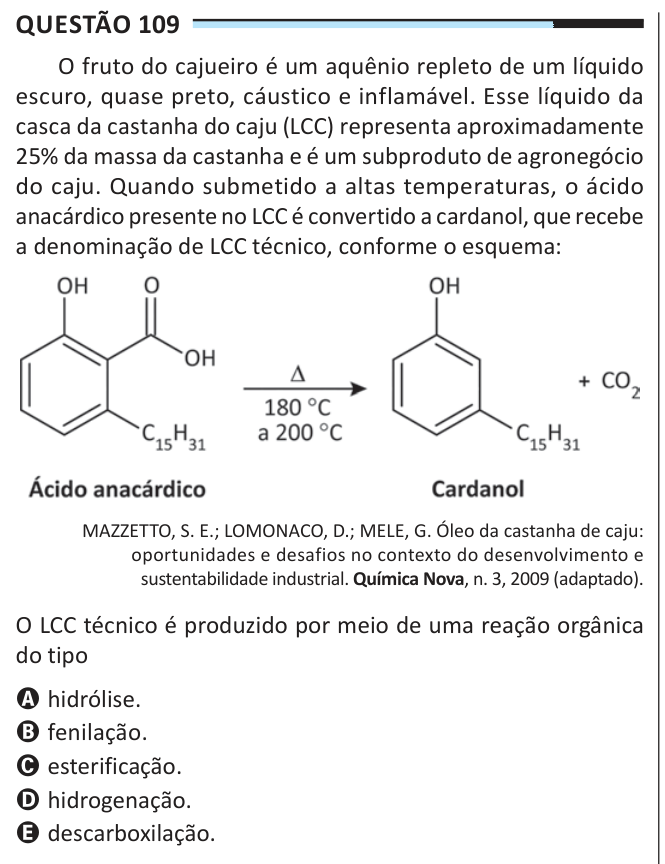 QUESTÃO 109
O fruto do cajueiro é um aquênio repleto de um líquido
escuro, quase preto, cáustico e inflamável. Esse líquido da
casca da castanha do caju (LCC) representa aproximadamente
25% da massa da castanha e é um subproduto de agronegócio
do caju. Quando submetido a altas temperaturas, o ácido
anacárdico presente no LCC é convertido a cardanol, que recebe
a denominação de LCC técnico, conforme o esquema:
OH O
OH
C₁₅H₃₁
Δ
180 °C
a 200 °C
OH
C₁₅H₃₁
+ CO₂
Ácido anacárdico
Cardanol
MAZZETTO, S. E.; LOMONACO, D.; MELE, G. Óleo da castanha de caju:
oportunidades e desafios no contexto do desenvolvimento e
sustentabilidade industrial. Química Nova, n. 3, 2009 (adaptado).
O LCC técnico é produzido por meio de uma reação orgânica
do tipo
A hidrólise.
B fenilação.
C esterificação.
D hidrogenação.
E descarboxilação.